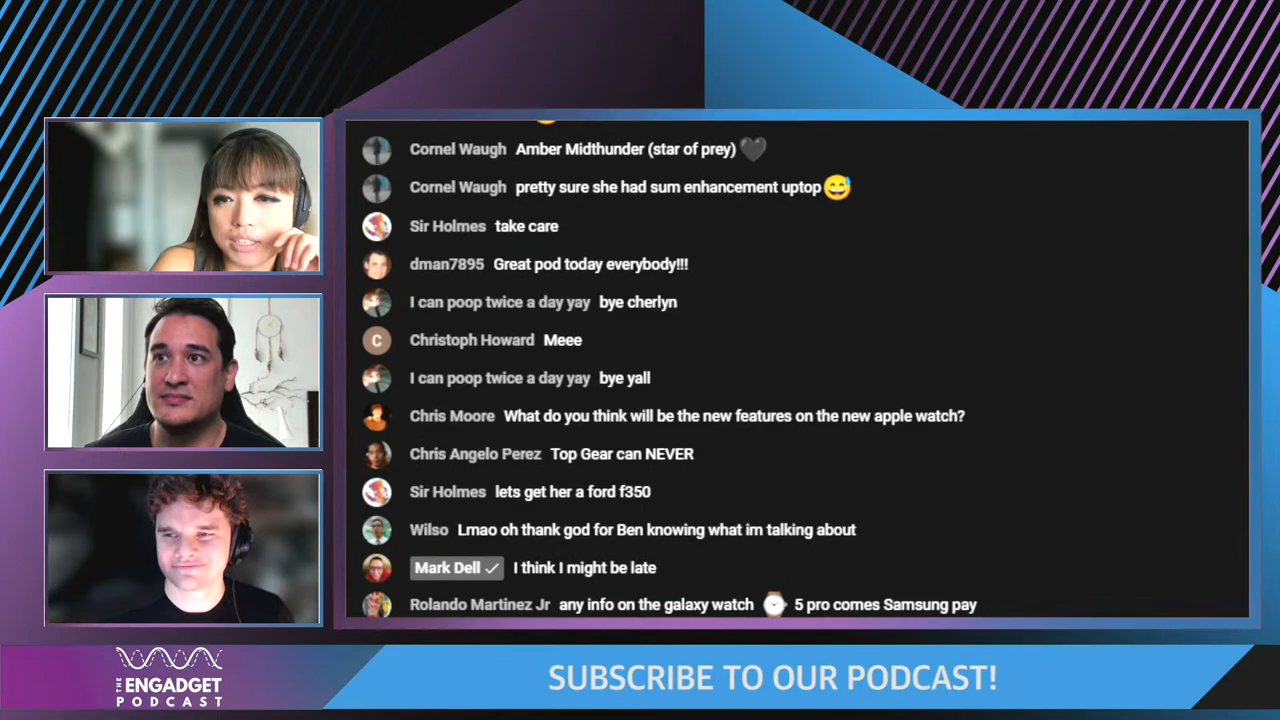 Cornel Waugh Amber Midthunder (star of prey) 🖤
Cornel Waugh pretty sure she had sum enhancement uptop 😅
Sir Holmes take care
dman7895 Great pod today everybody!!!
I can poop twice a day yay bye cherlyn
C Christoph Howard Meee
I can poop twice a day yay bye yall
Chris Moore What do you think will be the new features on the new apple watch?
Chris Angelo Perez Top Gear can NEVER
Sir Holmes lets get her a ford f350
Wilso Lmao oh thank god for Ben knowing what im talking about
Mark Dell ✓ I think I might be late
Rolando Martinez Jr any info on the galaxy watch ⌚ 5 pro comes Samsung pay
THE ENGADGET PODCAST
SUBSCRIBE TO OUR PODCAST!